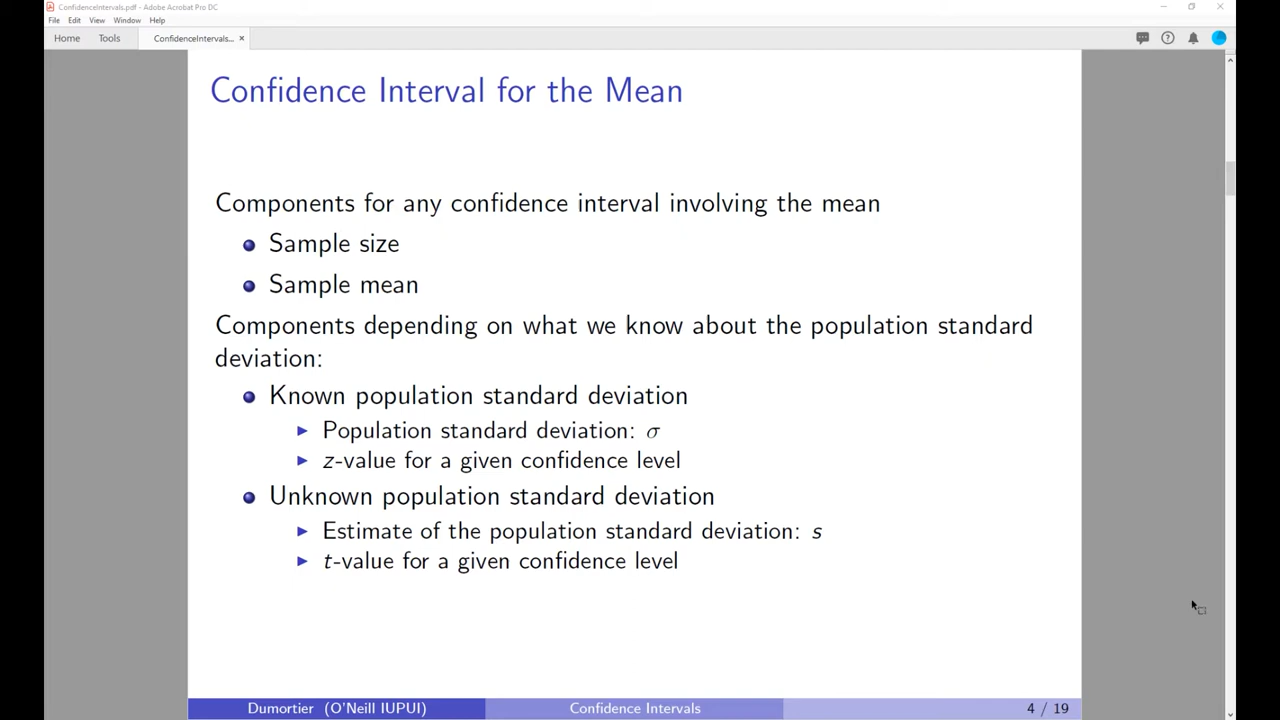 ConfidenceIntervals.pdf - Adobe Acrobat Pro DC
File Edit View Window Help
Home Tools ConfidenceIntervals... ×
Confidence Interval for the Mean
Components for any confidence interval involving the mean
Sample size
Sample mean
Components depending on what we know about the population standard
deviation:
Known population standard deviation
Population standard deviation: σ
z-value for a given confidence level
Unknown population standard deviation
Estimate of the population standard deviation: s
t-value for a given confidence level
Dumortier (O'Neill IUPUI) Confidence Intervals 4 / 19